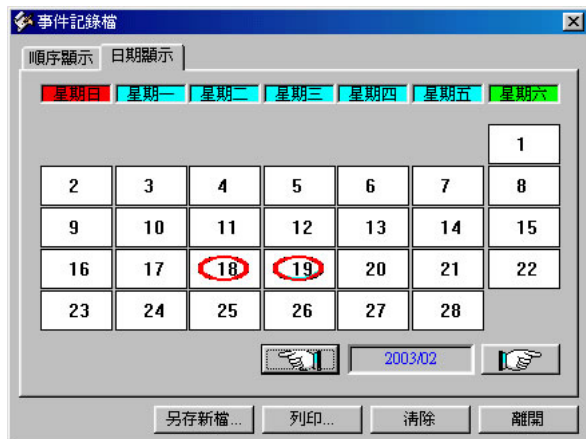 事件記錄檔
順序顯示 日期顯示
星期日 星期一 星期二 星期三 星期四 星期五 星期六
1
2 3 4 5 6 7 8
9 10 11 12 13 14 15
16 17 18 19 20 21 22
23 24 25 26 27 28
2003/02
另存新檔... 列印... 清除 離開